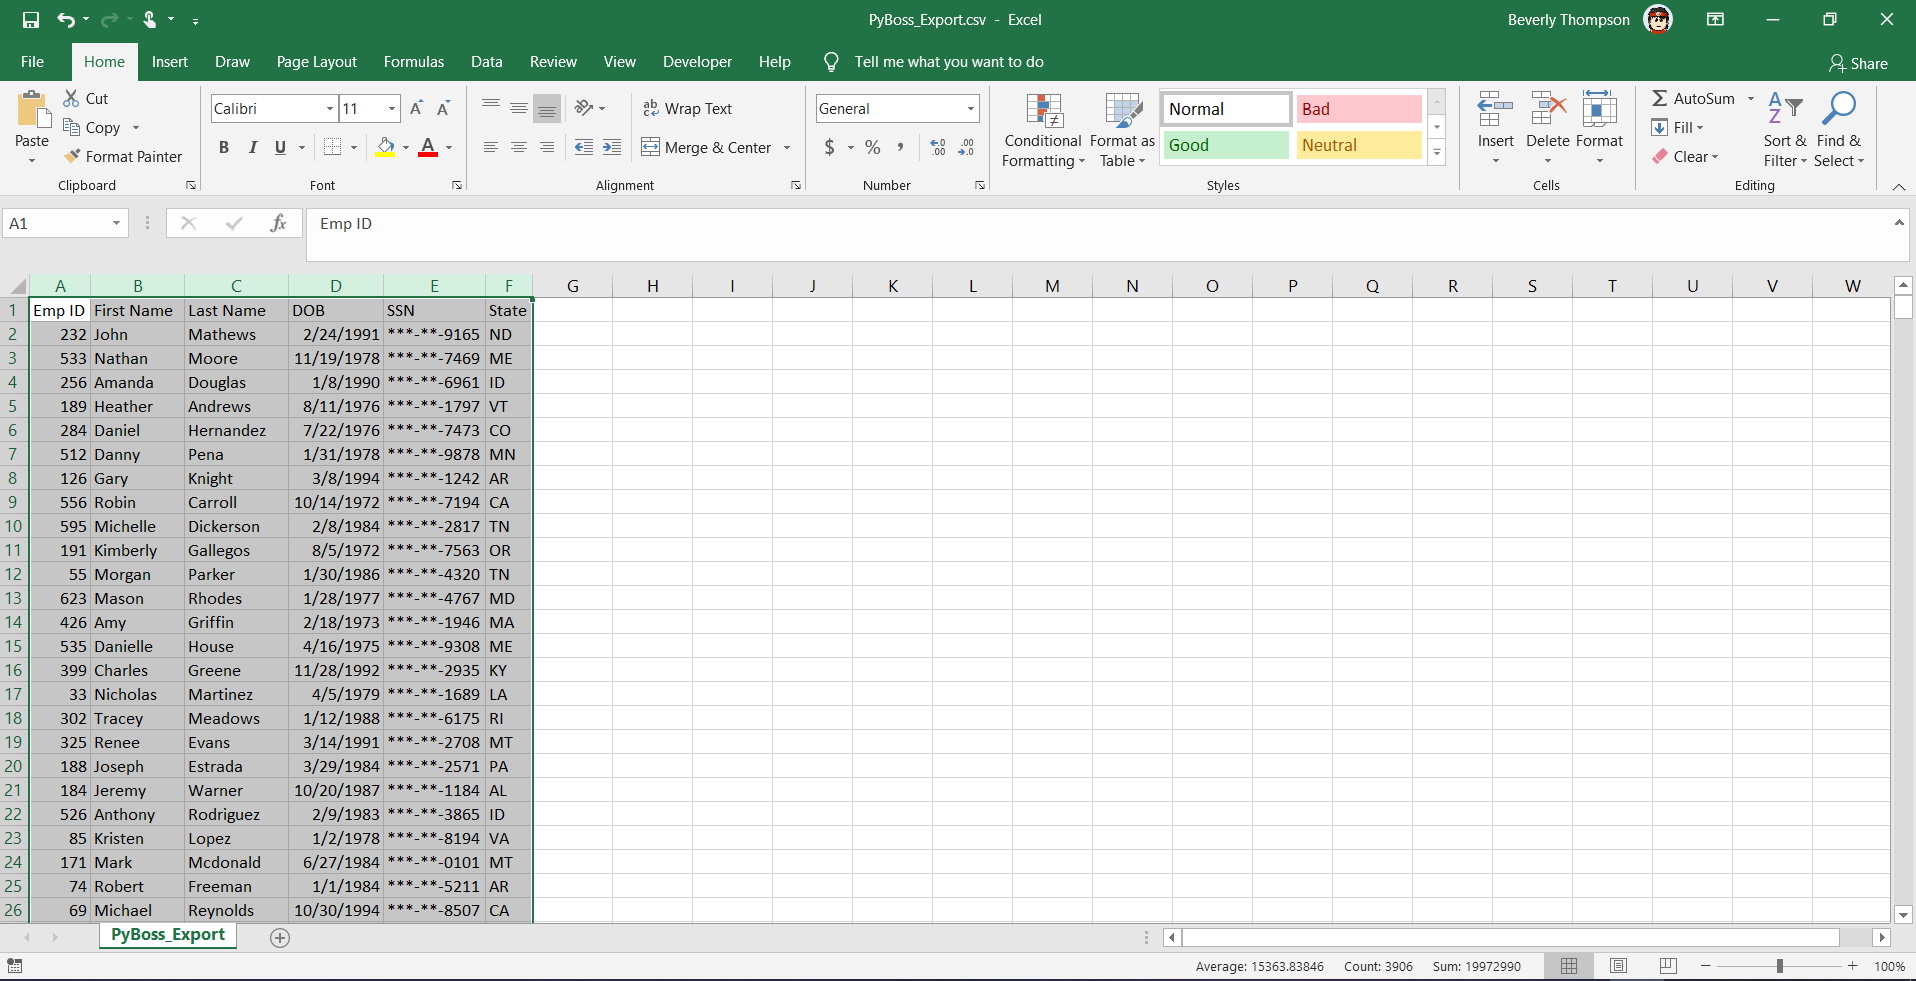 PyBoss_Export.csv - Excel
Beverly Thompson
File Home Insert Draw Page Layout Formulas Data Review View Developer Help Tell me what you want to do
Share
Paste
Cut
Copy
Format Painter
Clipboard
Calibri 11
B I U A
Font
ab Wrap Text
Merge & Center
Alignment
General
$ % ,
Number
Conditional Formatting
Format as Table
Normal Bad
Good Neutral
Styles
Insert Delete Format
Cells
AutoSum
Fill
Clear
Sort & Filter
Find & Select
Editing
A1 fx Emp ID
A B C D E F G H I J K L M N O P Q R S T U V W
1 Emp ID First Name Last Name DOB SSN State
2 232 John Mathews 2/24/1991 ***-**-9165 ND
3 533 Nathan Moore 11/19/1978 ***-**-7469 ME
4 256 Amanda Douglas 1/8/1990 ***-**-6961 ID
5 189 Heather Andrews 8/11/1976 ***-**-1797 VT
6 284 Daniel Hernandez 7/22/1976 ***-**-7473 CO
7 512 Danny Pena 1/31/1978 ***-**-9878 MN
8 126 Gary Knight 3/8/1994 ***-**-1242 AR
9 556 Robin Carroll 10/14/1972 ***-**-7194 CA
10 595 Michelle Dickerson 2/8/1984 ***-**-2817 TN
11 191 Kimberly Gallegos 8/5/1972 ***-**-7563 OR
12 55 Morgan Parker 1/30/1986 ***-**-4320 TN
13 623 Mason Rhodes 1/28/1977 ***-**-4767 MD
14 426 Amy Griffin 2/18/1973 ***-**-1946 MA
15 535 Danielle House 4/16/1975 ***-**-9308 ME
16 399 Charles Greene 11/28/1992 ***-**-2935 KY
17 33 Nicholas Martinez 4/5/1979 ***-**-1689 LA
18 302 Tracey Meadows 1/12/1988 ***-**-6175 RI
19 325 Renee Evans 3/14/1991 ***-**-2708 MT
20 188 Joseph Estrada 3/29/1984 ***-**-2571 PA
21 184 Jeremy Warner 10/20/1987 ***-**-1184 AL
22 526 Anthony Rodriguez 2/9/1983 ***-**-3865 ID
23 85 Kristen Lopez 1/2/1978 ***-**-8194 VA
24 171 Mark Mcdonald 6/27/1984 ***-**-0101 MT
25 74 Robert Freeman 1/1/1984 ***-**-5211 AR
26 69 Michael Reynolds 10/30/1994 ***-**-8507 CA
PyBoss_Export
Average: 15363.83846 Count: 3906 Sum: 19972990 100%